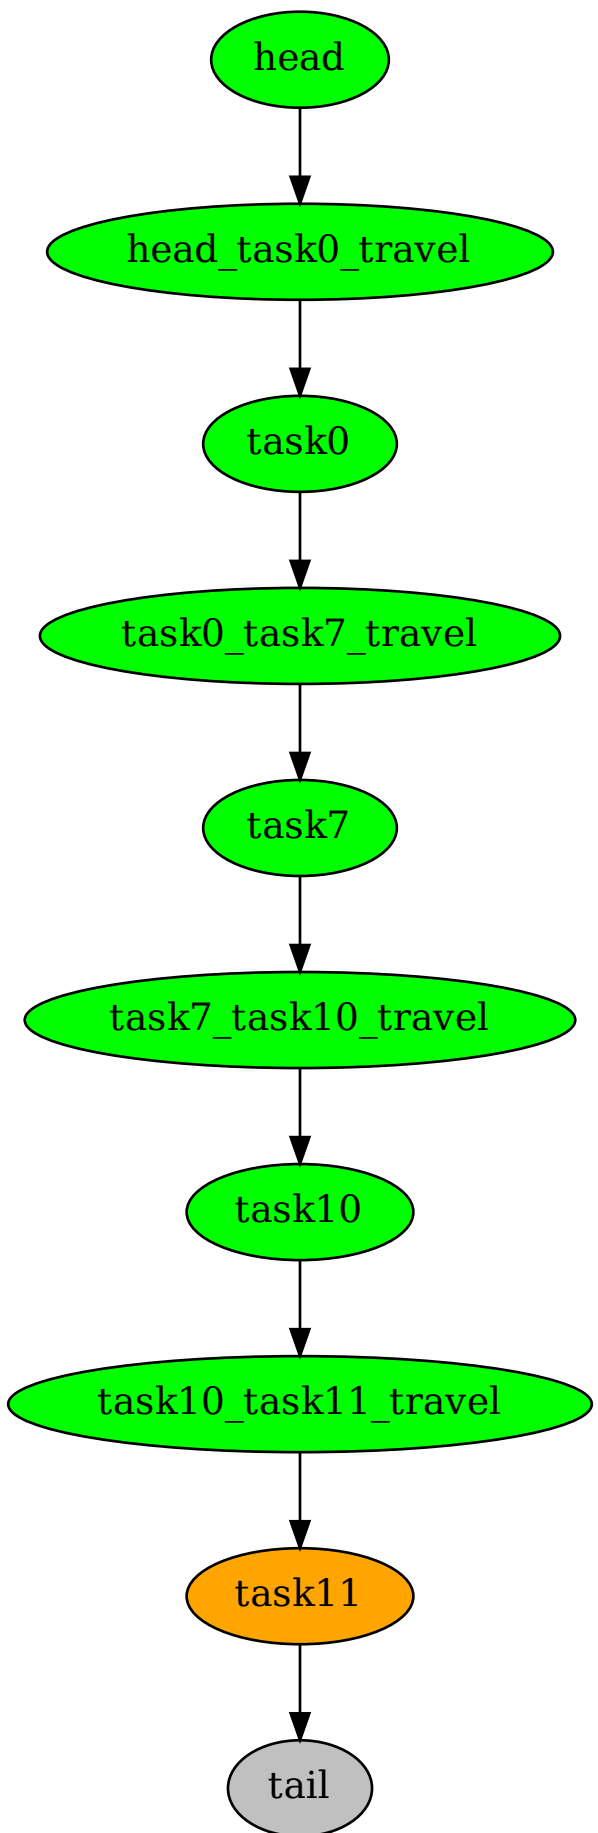 head
head_task0_travel
task0
task0_task7_travel
task7
task7_task10_travel
task10
task10_task11_travel
task11
tail